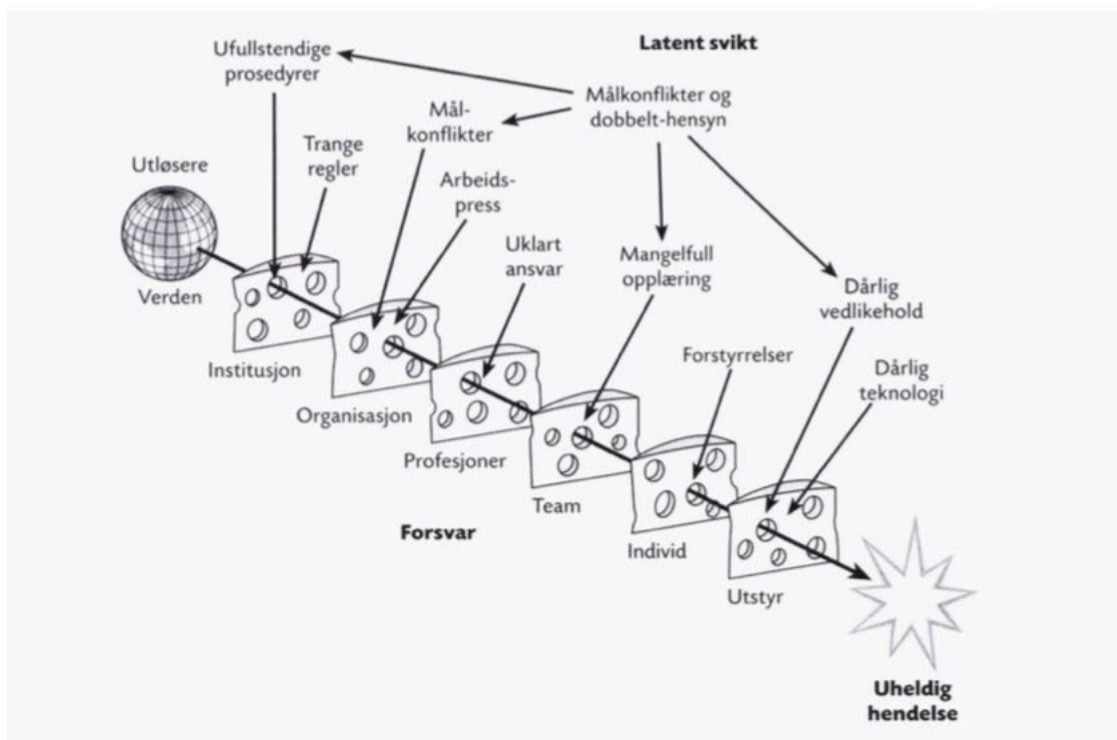 Latent svikt
Ufullstendige
prosedyrer
Målkonflikter og
dobbelt-hensyn
Mål-
konflikter
Trange
regler
Utløsere
Arbeids-
press
Uklart
ansvar
Mangelfull
opplæring
Verden
Dårlig
vedlikehold
Forstyrrelser
Dårlig
teknologi
Institusjon
Organisasjon
Profesjoner
Team
Forsvar
Individ
Utstyr
Uheldig
hendelse